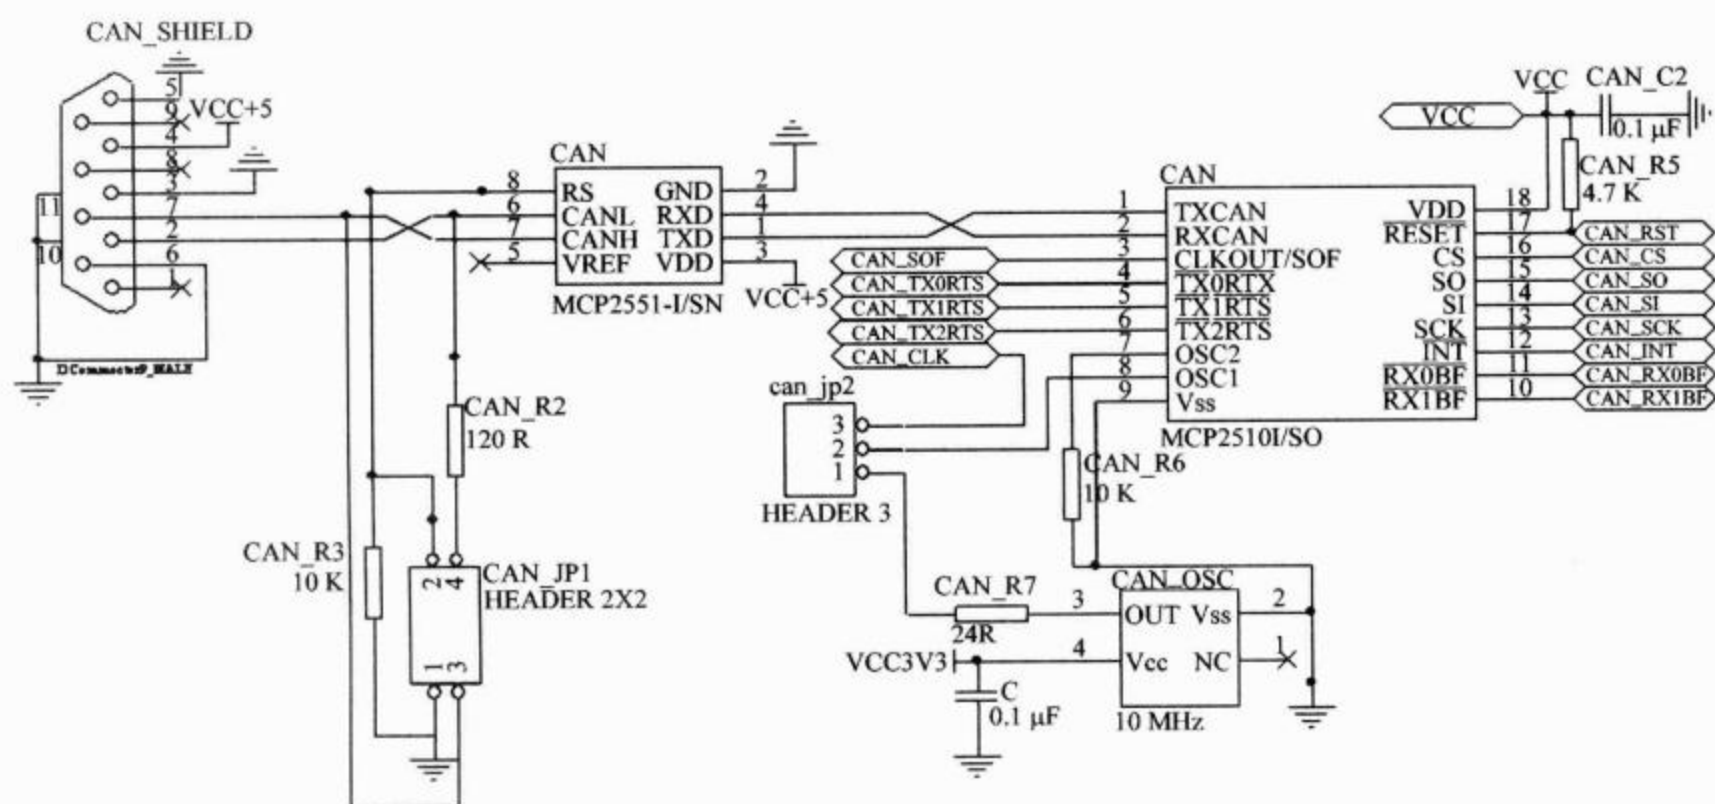 CAN_SHIELD
5
9
4
8
3
7
2
6
1
11
10
VCC+5
DConnector9_MALE
CAN
8 RS GND 2
6 CANL RXD 4
7 CANH TXD 1
5 VREF VDD 3
MCP2551-I/SN
VCC+5
CAN_R2
120 R
CAN_R3
10 K
2 4
CAN_JP1
HEADER 2X2
1 3
CAN_SOF
CAN_TX0RTS
CAN_TX1RTS
CAN_TX2RTS
CAN_CLK
can_jp2
3
2
1
HEADER 3
VCC
VCC
CAN_C2
0.1 μF
CAN_R5
4.7 K
CAN
1 TXCAN VDD 18
2 RXCAN RESET 17
3 CLKOUT/SOF CS 16
4 TX0RTX SO 15
5 TX1RTS SI 14
6 TX2RTS SCK 13
7 OSC2 INT 12
8 OSC1 RX0BF 11
9 Vss RX1BF 10
MCP2510I/SO
CAN_RST
CAN_CS
CAN_SO
CAN_SI
CAN_SCK
CAN_INT
CAN_RX0BF
CAN_RX1BF
CAN_R6
10 K
CAN_R7
24R
CAN_OSC
3 OUT Vss 2
4 Vcc NC 1
10 MHz
VCC3V3
C
0.1 μF